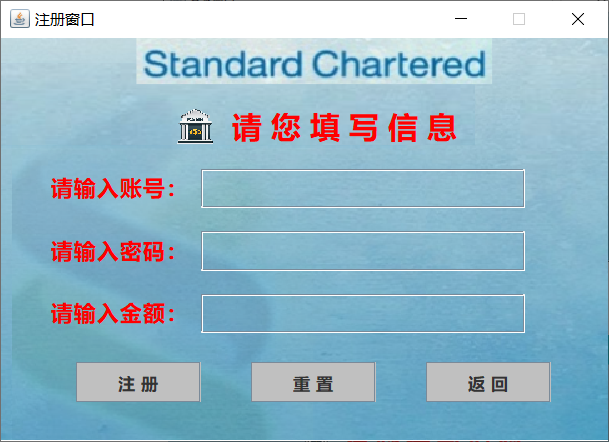 注册窗口
Standard Chartered
请您填写信息
请输入账号：
请输入密码：
请输入金额：
注册 重置 返回